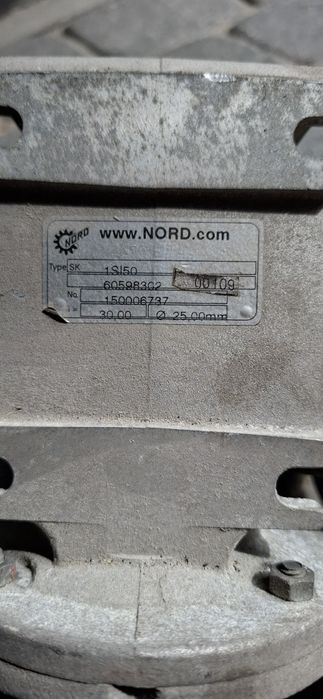 NORD www.NORD.com
Type SK 1SI50
60598302 00109
No. 150006737
i = 30,00 Ø 25,00mm